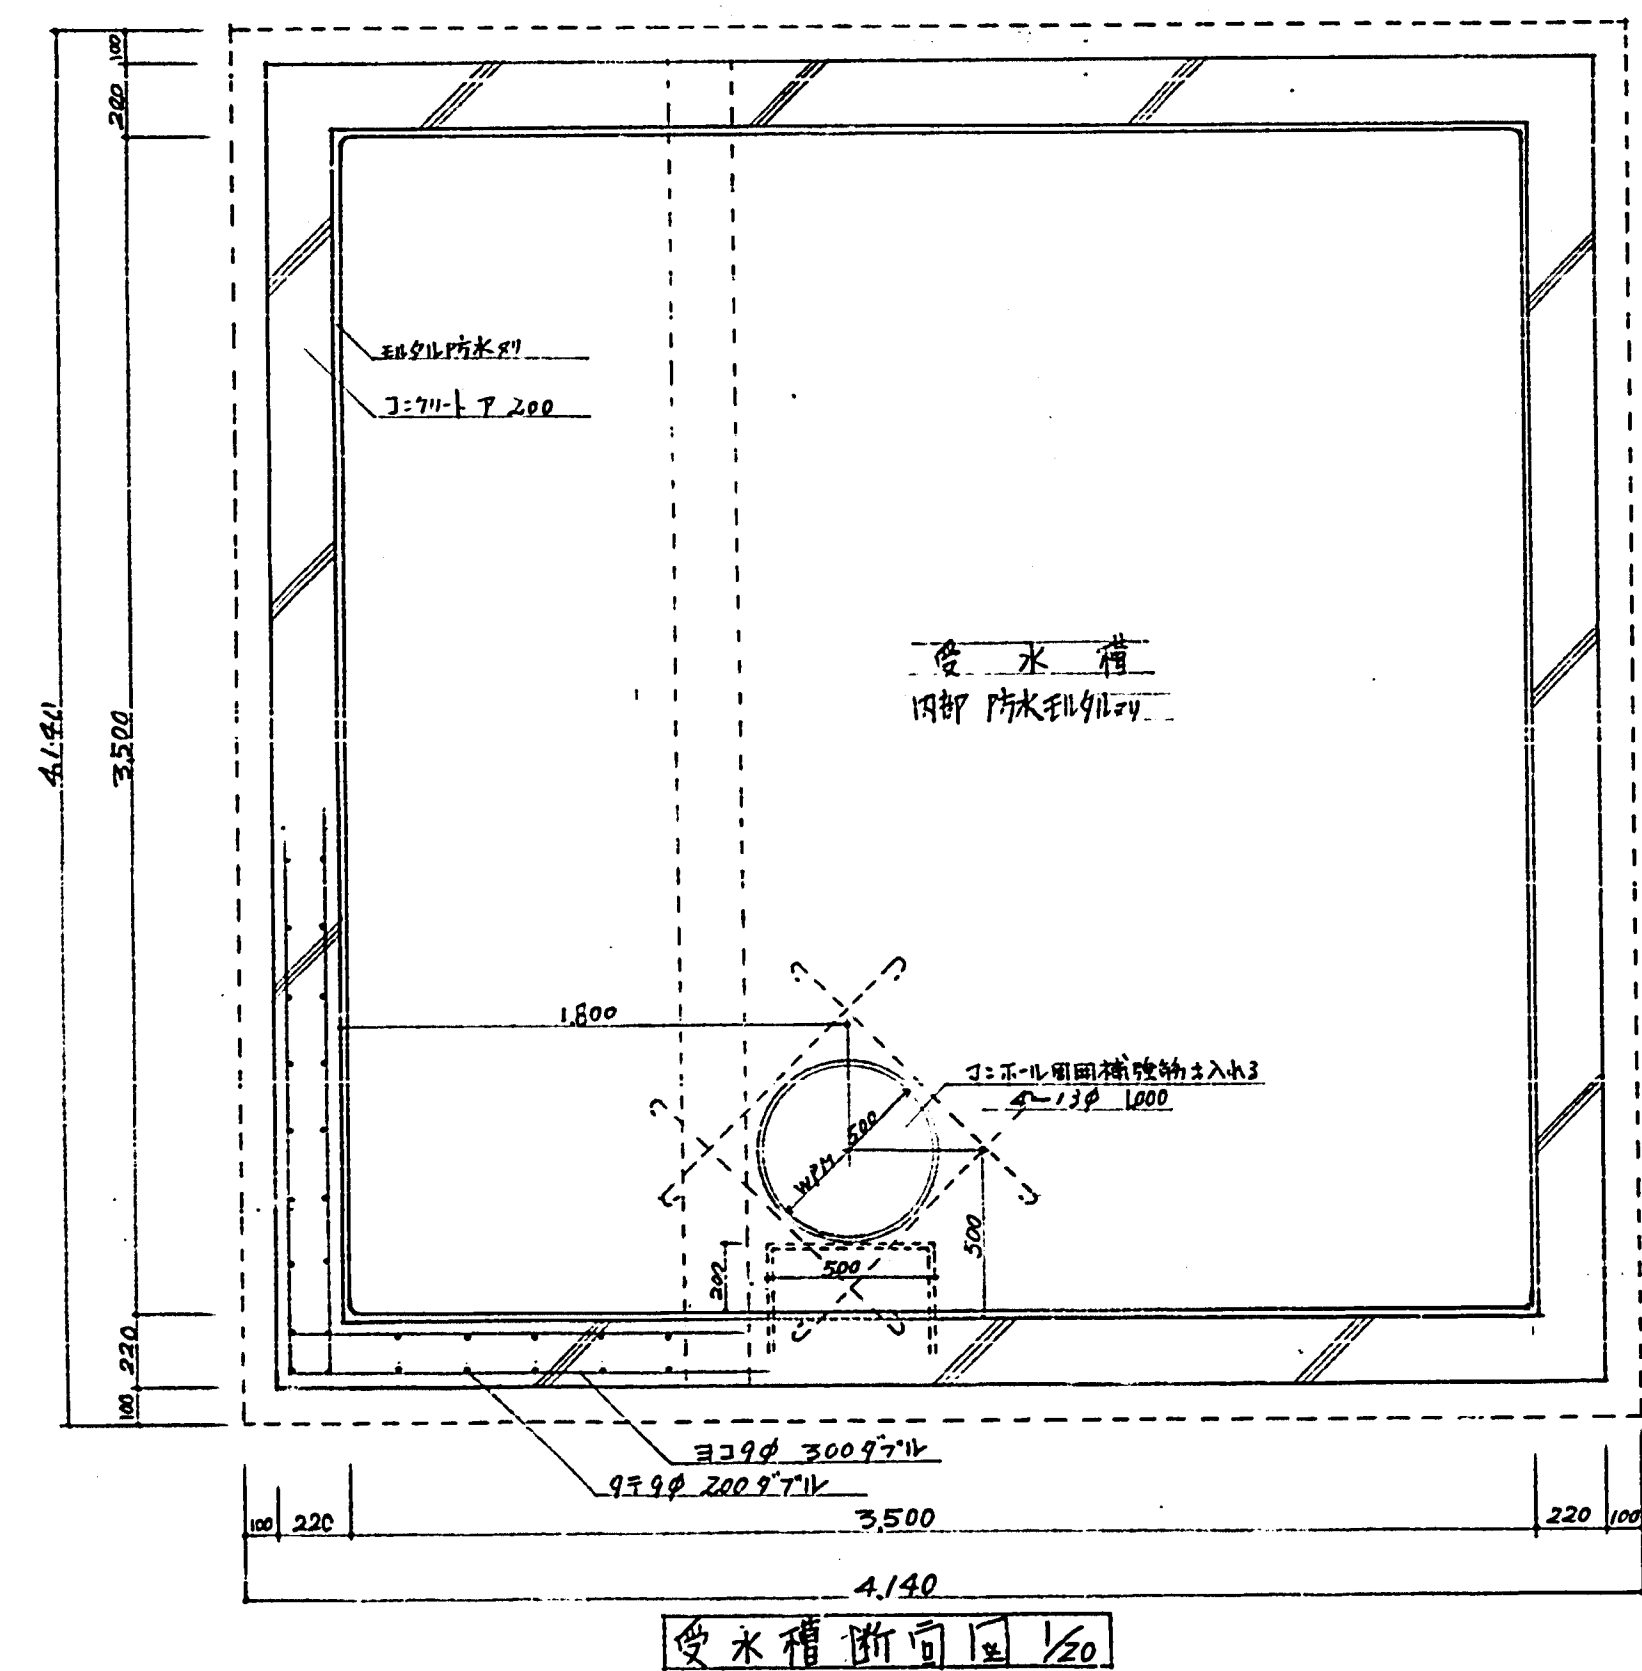 100
200
4.140
3.500
220
100
モルタル防水塗リ
コンクリート ア 200
受 水 槽
内部 防水モルタルヌリ
1.800
マンホール周囲補強筋を入れる
4-13φ 1.000
500
WPM
500
500
202
ヨコ9φ 300ダブル
タテ9φ 200ダブル
100 220 3.500 220 100
4.140
受水槽断面図 1/20